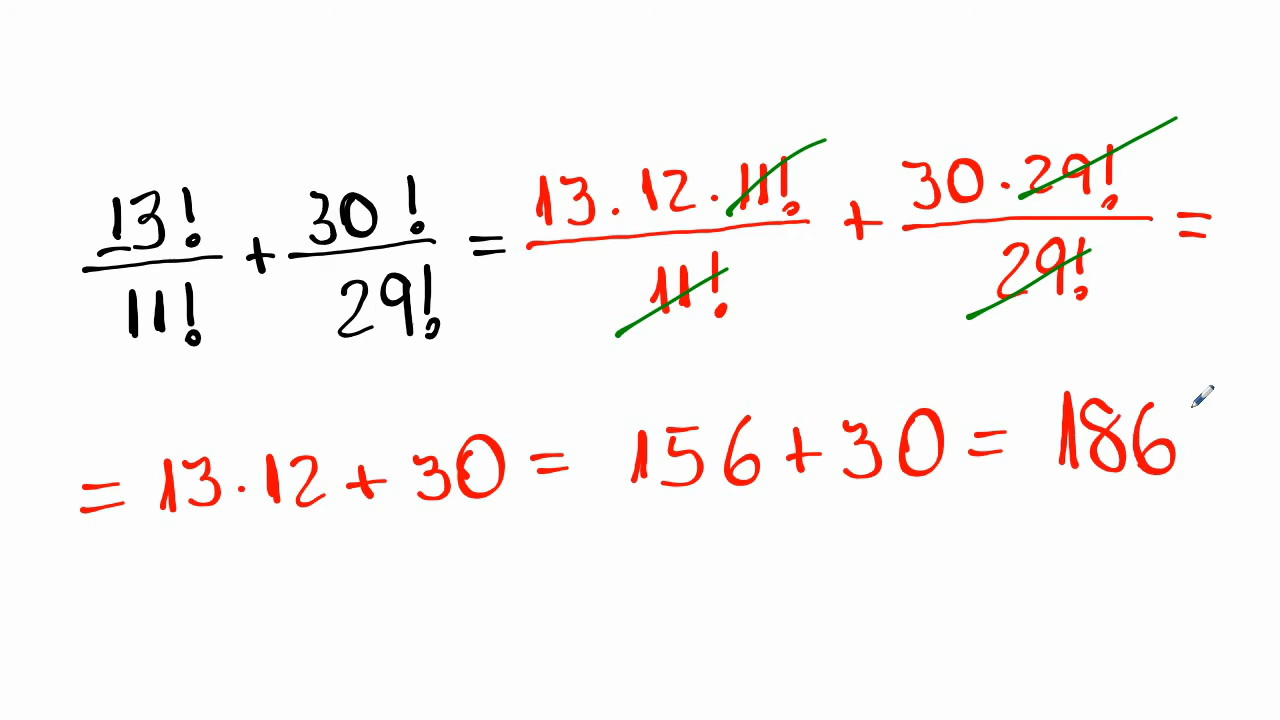 13!/11! + 30!/29! = 13·12·11!/11! + 30·29!/29! =
= 13·12 + 30 = 156 + 30 = 186